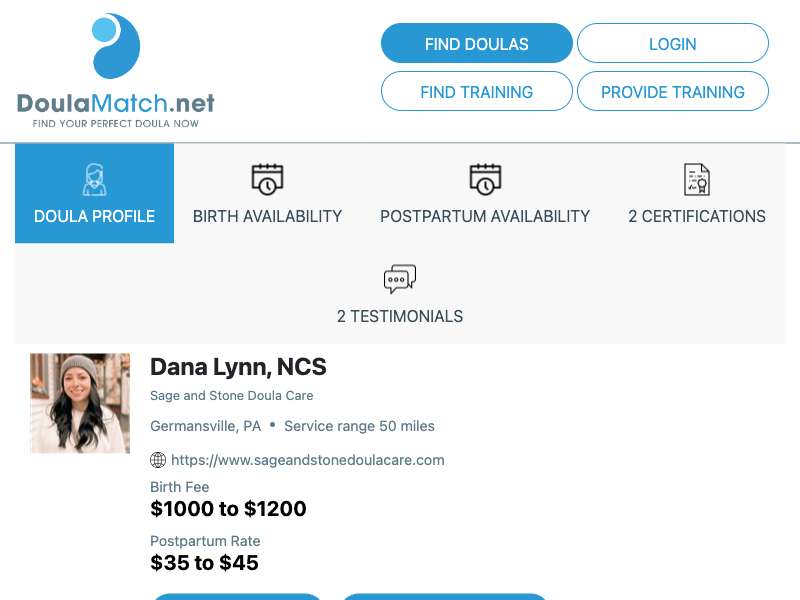 DoulaMatch.net
FIND YOUR PERFECT DOULA NOW
FIND DOULAS
LOGIN
FIND TRAINING
PROVIDE TRAINING
DOULA PROFILE
BIRTH AVAILABILITY
POSTPARTUM AVAILABILITY
2 CERTIFICATIONS
2 TESTIMONIALS
Dana Lynn, NCS
Sage and Stone Doula Care
Germansville, PA • Service range 50 miles
https://www.sageandstonedoulacare.com
Birth Fee
$1000 to $1200
Postpartum Rate
$35 to $45